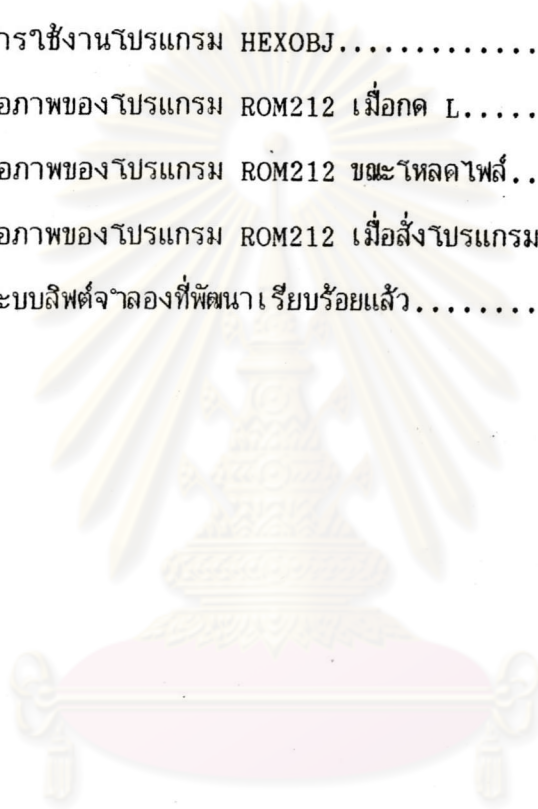 ารใช้งานโปรแกรม HEXOBJ.............
อภาพของโปรแกรม ROM212 เมื่อกด L.....
อภาพของโปรแกรม ROM212 ขณะโหลดไฟล์..
อภาพของโปรแกรม ROM212 เมื่อสั่งโปรแกรม
ะบบลิฟต์จำลองที่พัฒนาเรียบร้อยแล้ว........